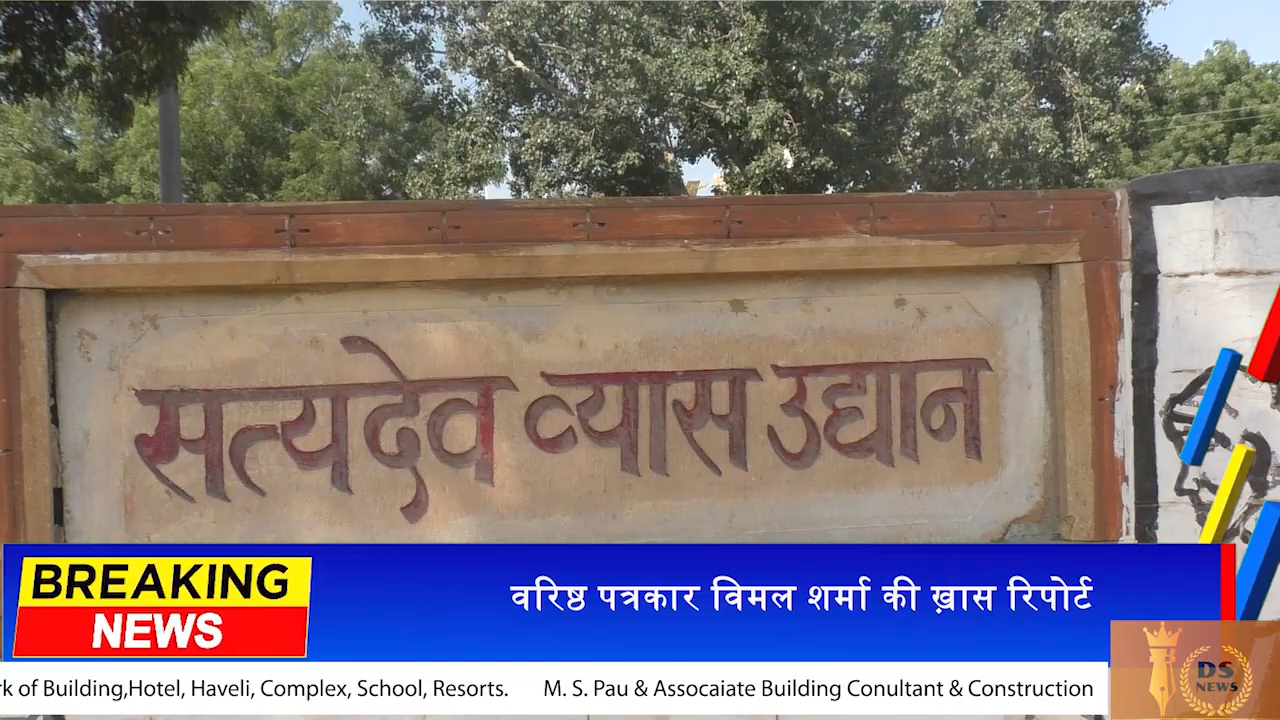 सत्यदेव व्यास उद्यान
BREAKING
NEWS
वरिष्ठ पत्रकार विमल शर्मा की ख़ास रिपोर्ट
rk of Building,Hotel, Haveli, Complex, School, Resorts. M. S. Pau & Assocaiate Building Conultant & Construction
DS
NEWS